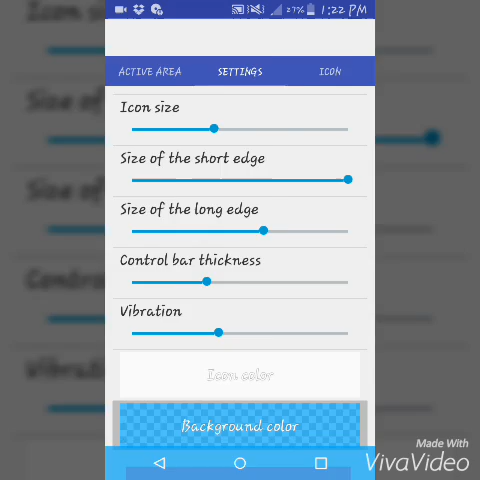 27% 1:22 PM
ACTIVE AREA SETTINGS ICON
Icon size
Size of the short edge
Size of the long edge
Control bar thickness
Vibration
Icon color
Background color
Made With
VivaVideo